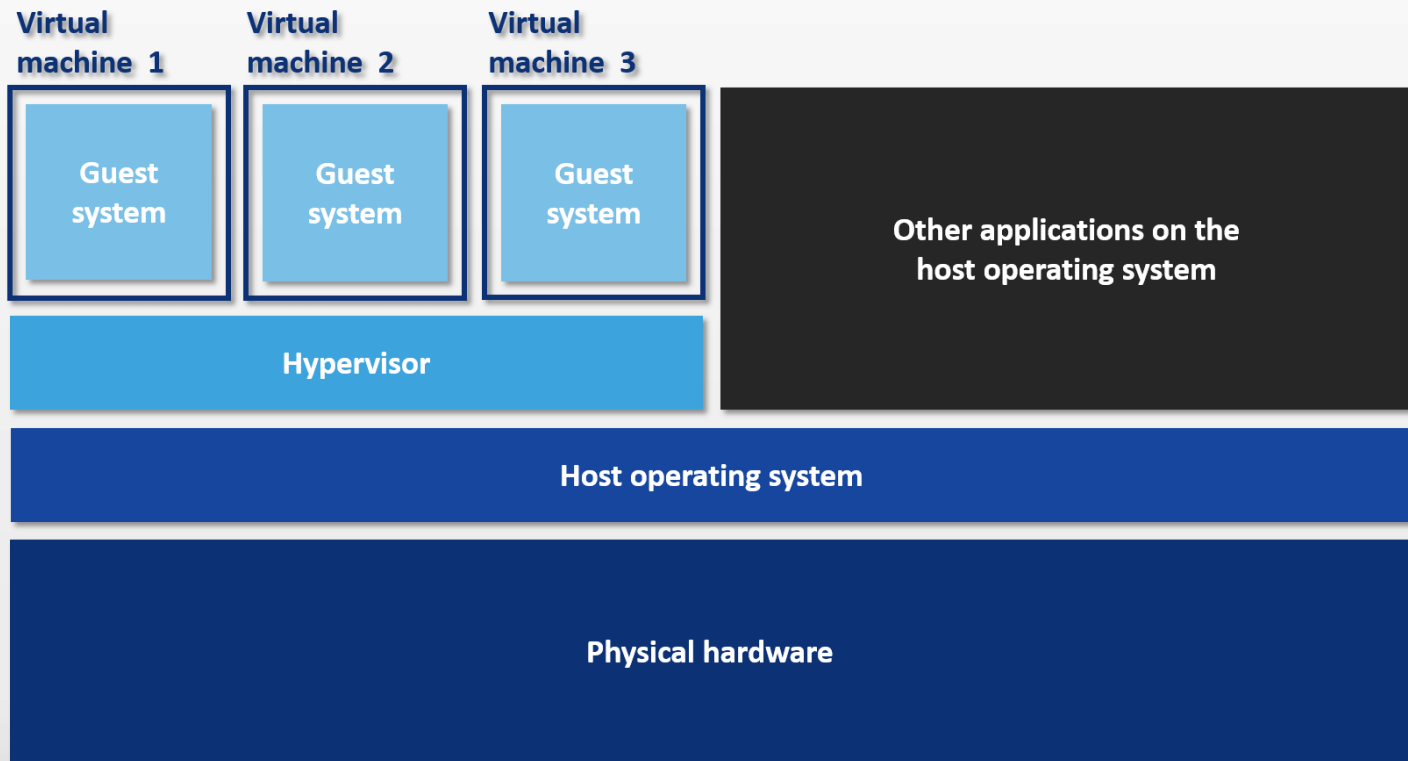 Virtual
machine 1
Virtual
machine 2
Virtual
machine 3
Guest
system
Guest
system
Guest
system
Other applications on the
host operating system
Hypervisor
Host operating system
Physical hardware